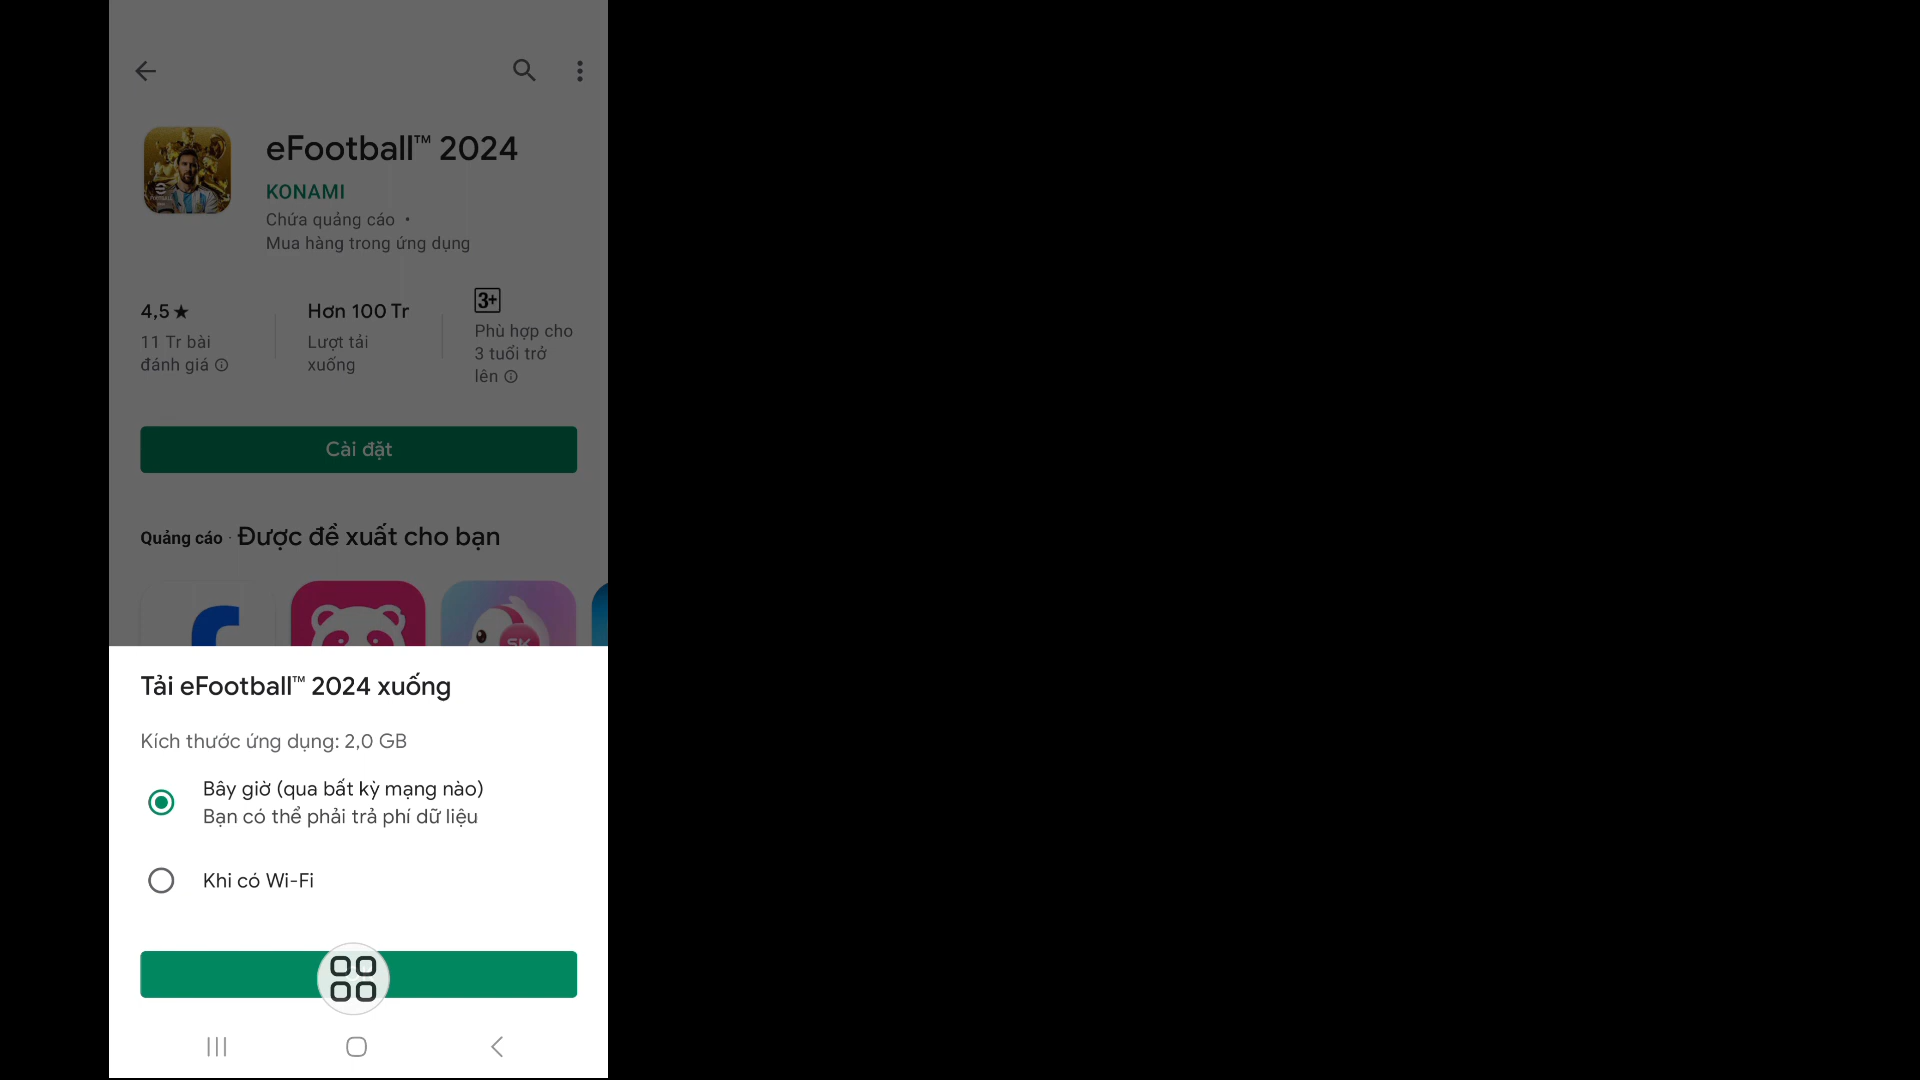 eFootball™ 2024
KONAMI
Chứa quảng cáo •
Mua hàng trong ứng dụng
4,5★
11 Tr bài
đánh giá
Hơn 100 Tr
Lượt tải
xuống
3+
Phù hợp cho
3 tuổi trở
lên
Cài đặt
Quảng cáo · Được đề xuất cho bạn
SK
Tải eFootball™ 2024 xuống
Kích thước ứng dụng: 2,0 GB
Bây giờ (qua bất kỳ mạng nào)
Bạn có thể phải trả phí dữ liệu
Khi có Wi-Fi